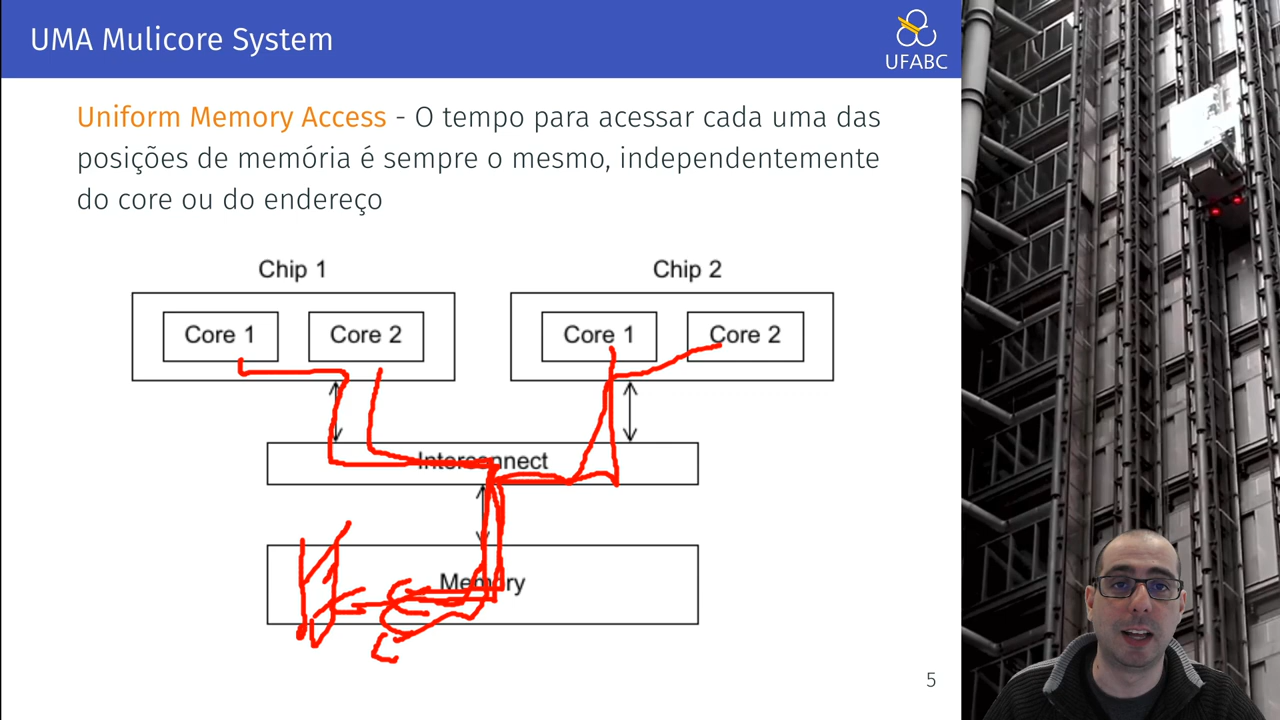 UMA Mulicore System
UFABC
Uniform Memory Access - O tempo para acessar cada uma das
posições de memória é sempre o mesmo, independentemente
do core ou do endereço
Chip 1
Chip 2
Core 1
Core 2
Core 1
Core 2
Interconnect
Memory
5